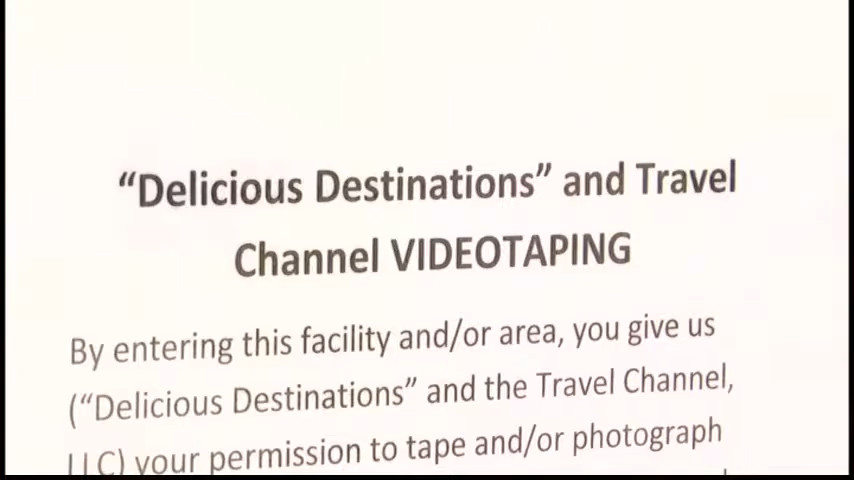 “Delicious Destinations” and Travel
Channel VIDEOTAPING
By entering this facility and/or area, you give us
(“Delicious Destinations” and the Travel Channel,
LLC) your permission to tape and/or photograph